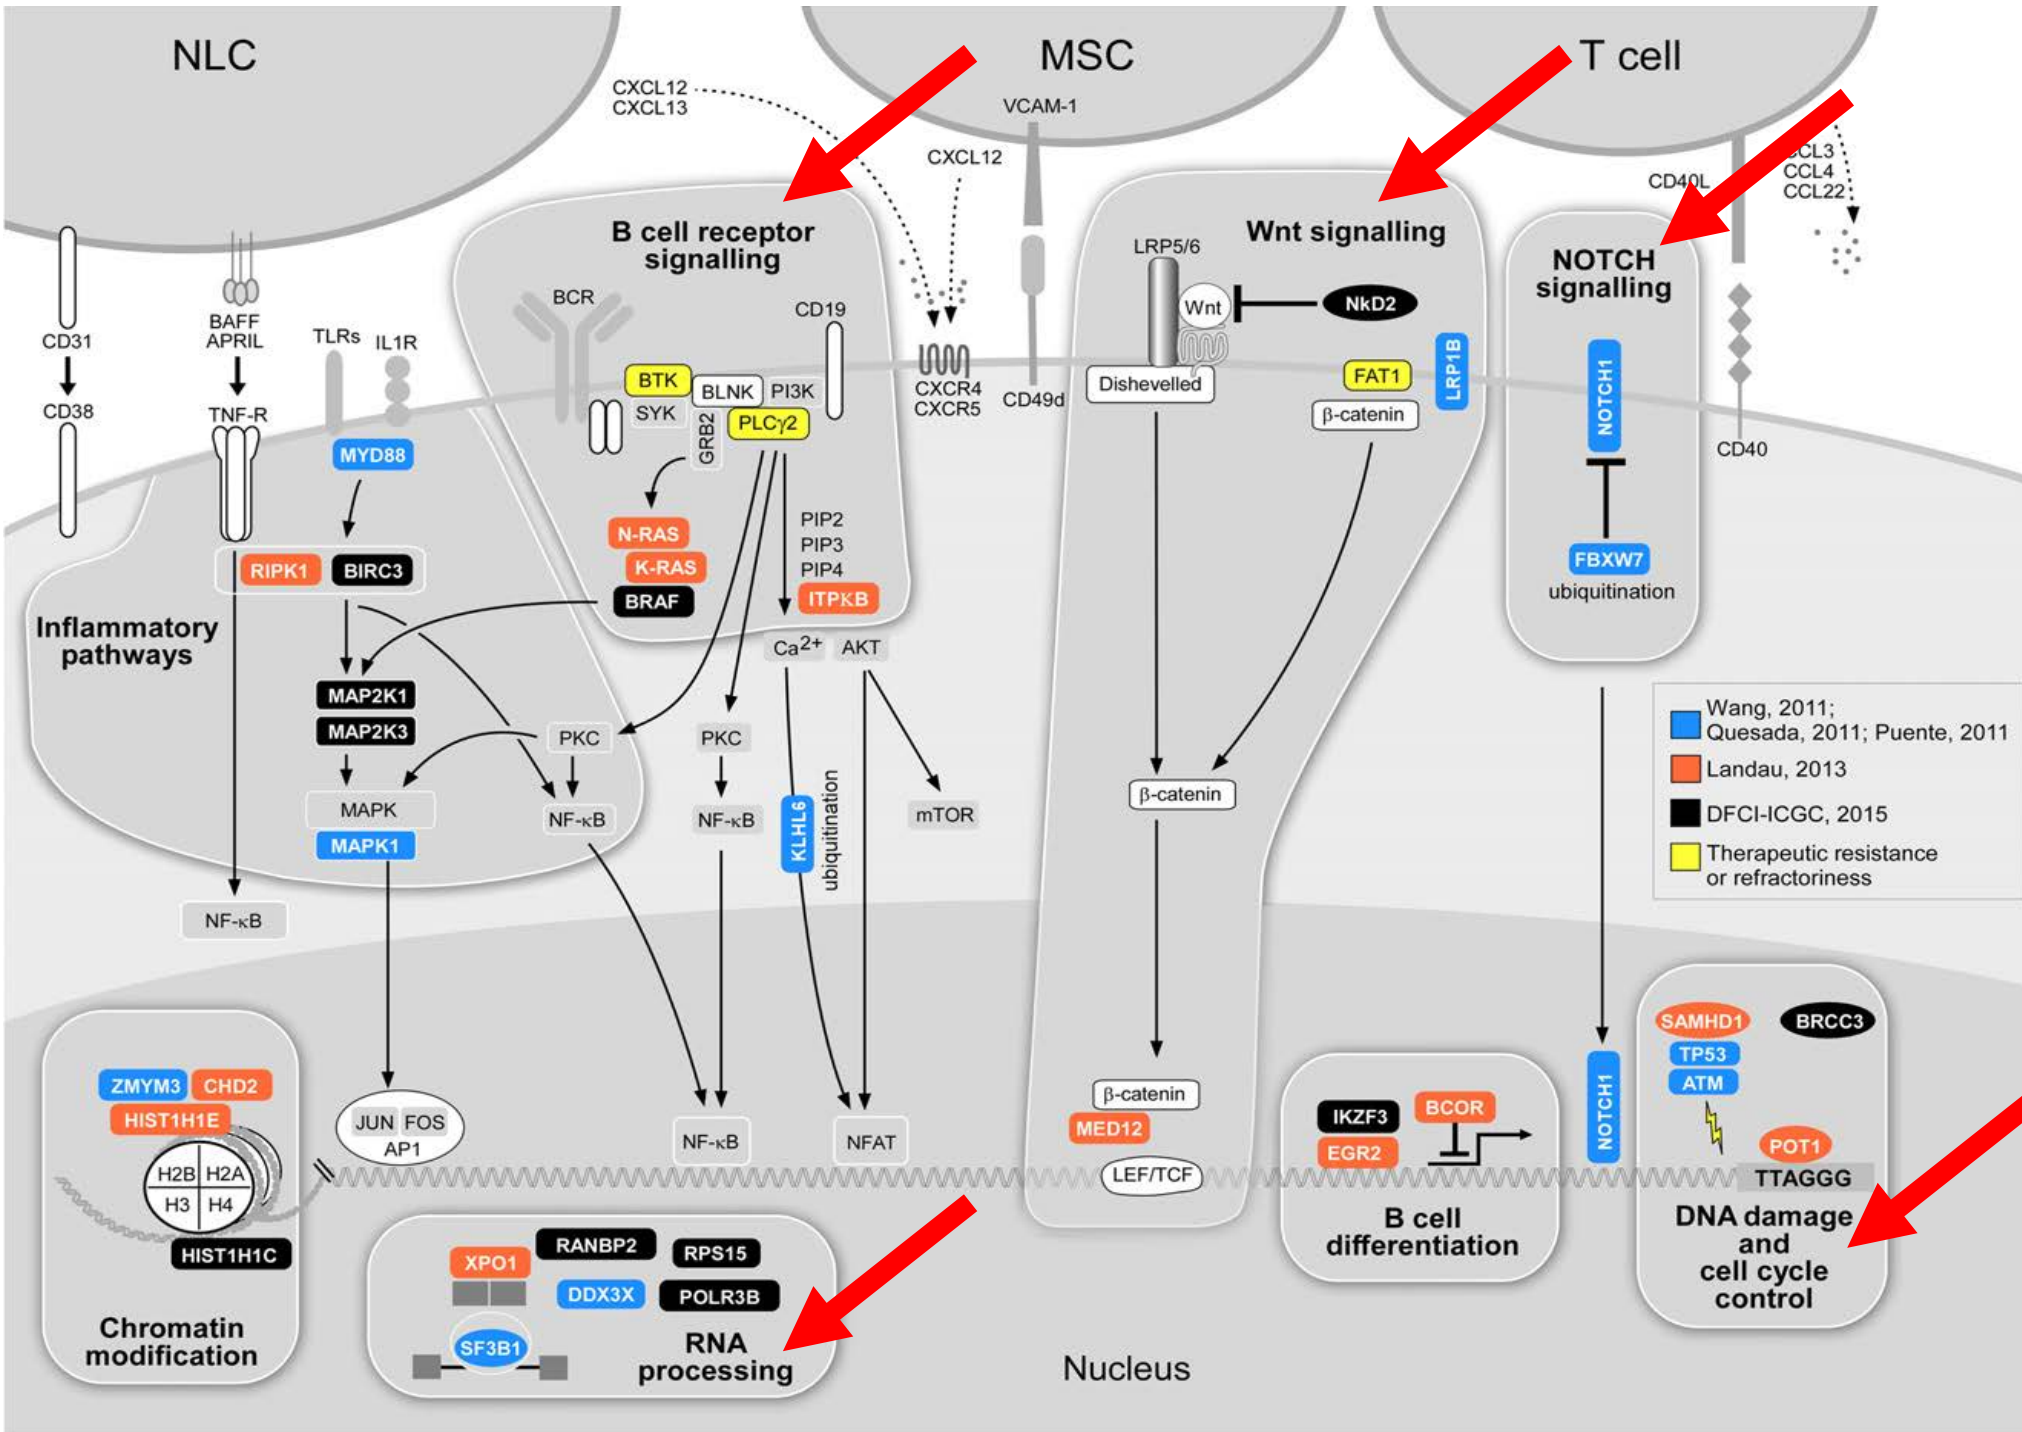 NLC
MSC
T cell
CXCL12
CXCL13
VCAM-1
CXCL12
CD40L
CCL3
CCL4
CCL22
B cell receptor
signalling
Wnt signalling
NOTCH
signalling
CD31
CD38
BAFF
APRIL
TNF-R
TLRs
IL1R
MYD88
BCR
CD19
BTK
BLNK
PI3K
SYK
GRB2
PLCγ2
CXCR4
CXCR5
CD49d
LRP5/6
Wnt
NkD2
Dishevelled
FAT1
LRP1B
β-catenin
NOTCH1
CD40
FBXW7
ubiquitination
N-RAS
K-RAS
BRAF
PIP2
PIP3
PIP4
ITPKB
RIPK1
BIRC3
Inflammatory
pathways
Ca2+
AKT
MAP2K1
MAP2K3
PKC
PKC
MAPK
MAPK1
NF-κB
NF-κB
KLHL6
ubiquitination
mTOR
β-catenin
NF-κB
Wang, 2011;
Quesada, 2011; Puente, 2011
Landau, 2013
DFCI-ICGC, 2015
Therapeutic resistance
or refractoriness
ZMYM3
CHD2
HIST1H1E
H2B
H2A
H3
H4
HIST1H1C
Chromatin
modification
JUN
FOS
AP1
NF-κB
NFAT
β-catenin
MED12
LEF/TCF
IKZF3
BCOR
EGR2
B cell
differentiation
NOTCH1
SAMHD1
BRCC3
TP53
ATM
POT1
TTAGGG
DNA damage
and
cell cycle
control
XPO1
RANBP2
RPS15
DDX3X
POLR3B
SF3B1
RNA
processing
Nucleus